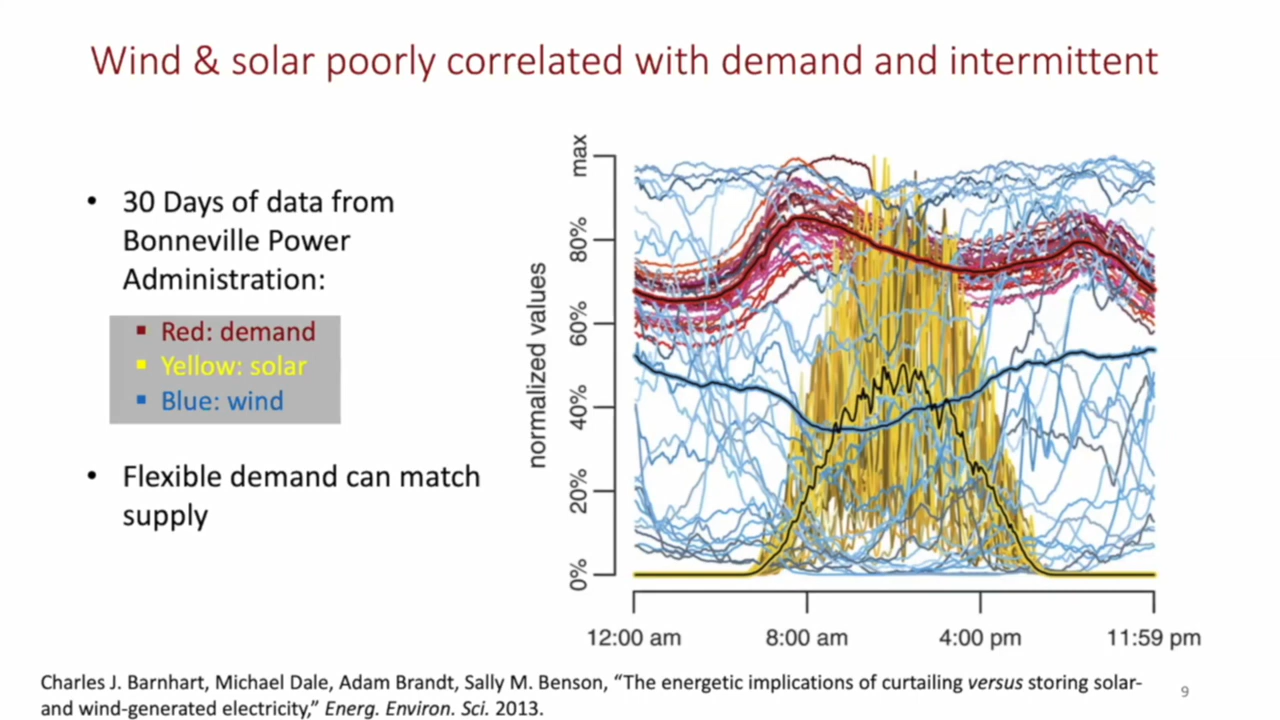 Wind & solar poorly correlated with demand and intermittent
• 30 Days of data from
Bonneville Power
Administration:
▪ Red: demand
▪ Yellow: solar
▪ Blue: wind
• Flexible demand can match
supply
normalized values
max
80%
60%
40%
20%
0%
12:00 am 8:00 am 4:00 pm 11:59 pm
Charles J. Barnhart, Michael Dale, Adam Brandt, Sally M. Benson, “The energetic implications of curtailing versus storing solar-
and wind-generated electricity,” Energ. Environ. Sci. 2013.
9